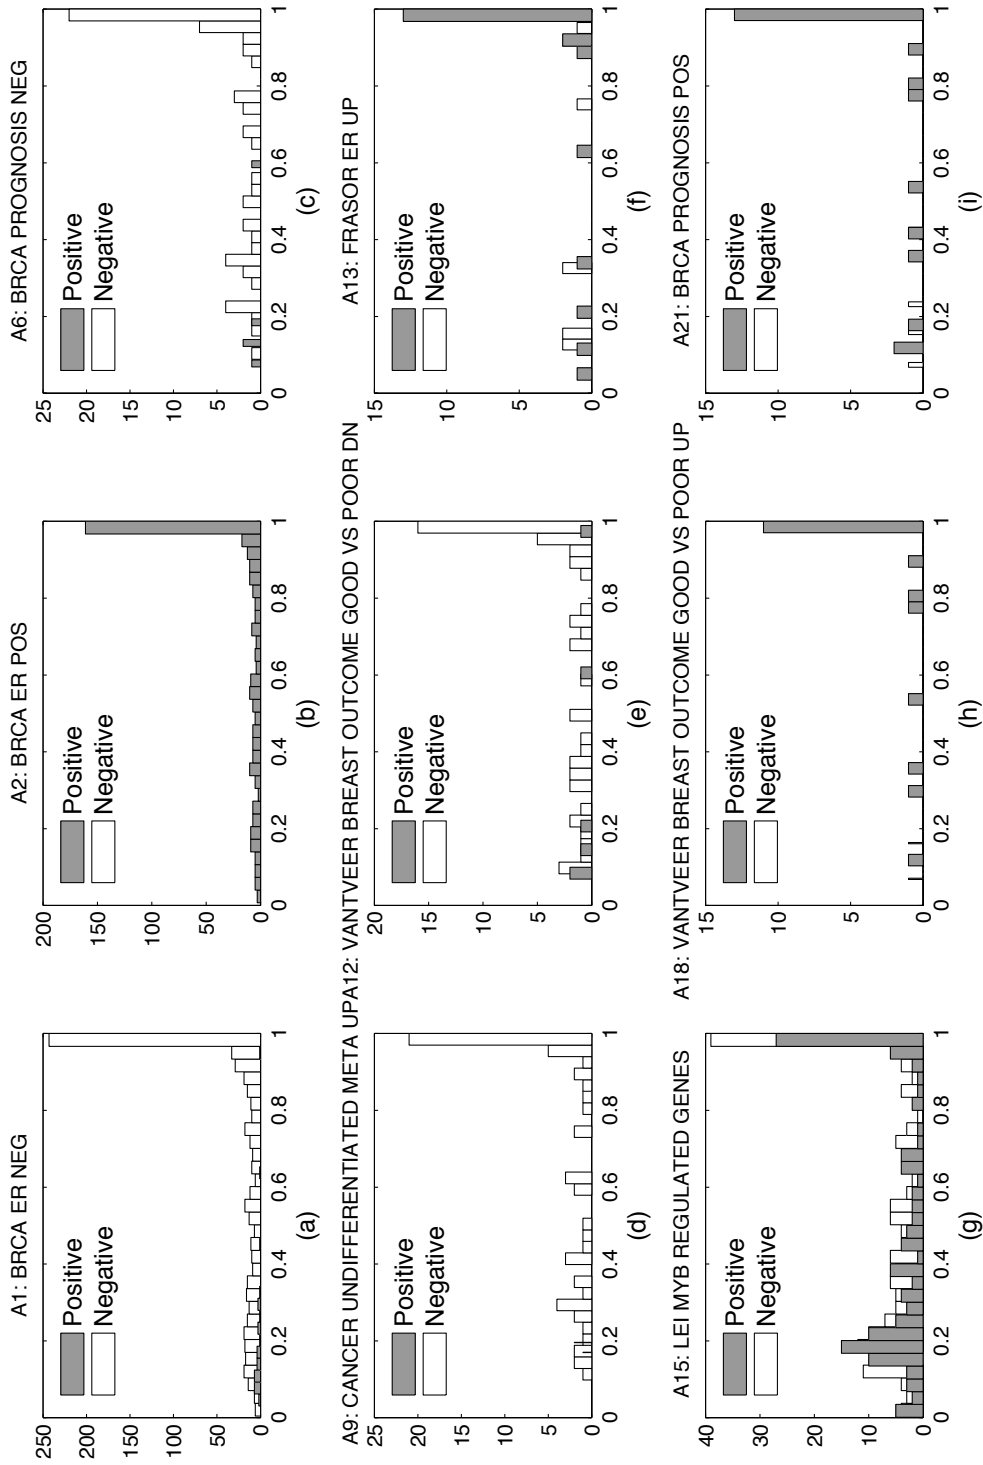 A1: BRCA ER NEG
250
200
150
100
50
0
Positive
Negative
0 0.2 0.4 0.6 0.8 1
(a)
A2: BRCA ER POS
200
150
100
50
0
Positive
Negative
0 0.2 0.4 0.6 0.8 1
(b)
A6: BRCA PROGNOSIS NEG
25
20
15
10
5
0
Positive
Negative
0 0.2 0.4 0.6 0.8 1
(c)
A9: CANCER UNDIFFERENTIATED META UP
25
20
15
10
5
0
Positive
Negative
0 0.2 0.4 0.6 0.8 1
(d)
A12: VANTVEER BREAST OUTCOME GOOD VS POOR DN
20
15
10
5
0
Positive
Negative
0 0.2 0.4 0.6 0.8 1
(e)
A13: FRASOR ER UP
15
10
5
0
Positive
Negative
0 0.2 0.4 0.6 0.8 1
(f)
A15: LEI MYB REGULATED GENES
40
30
20
10
0
Positive
Negative
0 0.2 0.4 0.6 0.8 1
(g)
A18: VANTVEER BREAST OUTCOME GOOD VS POOR UP
15
10
5
0
Positive
Negative
0 0.2 0.4 0.6 0.8 1
(h)
A21: BRCA PROGNOSIS POS
15
10
5
0
Positive
Negative
0 0.2 0.4 0.6 0.8 1
(i)